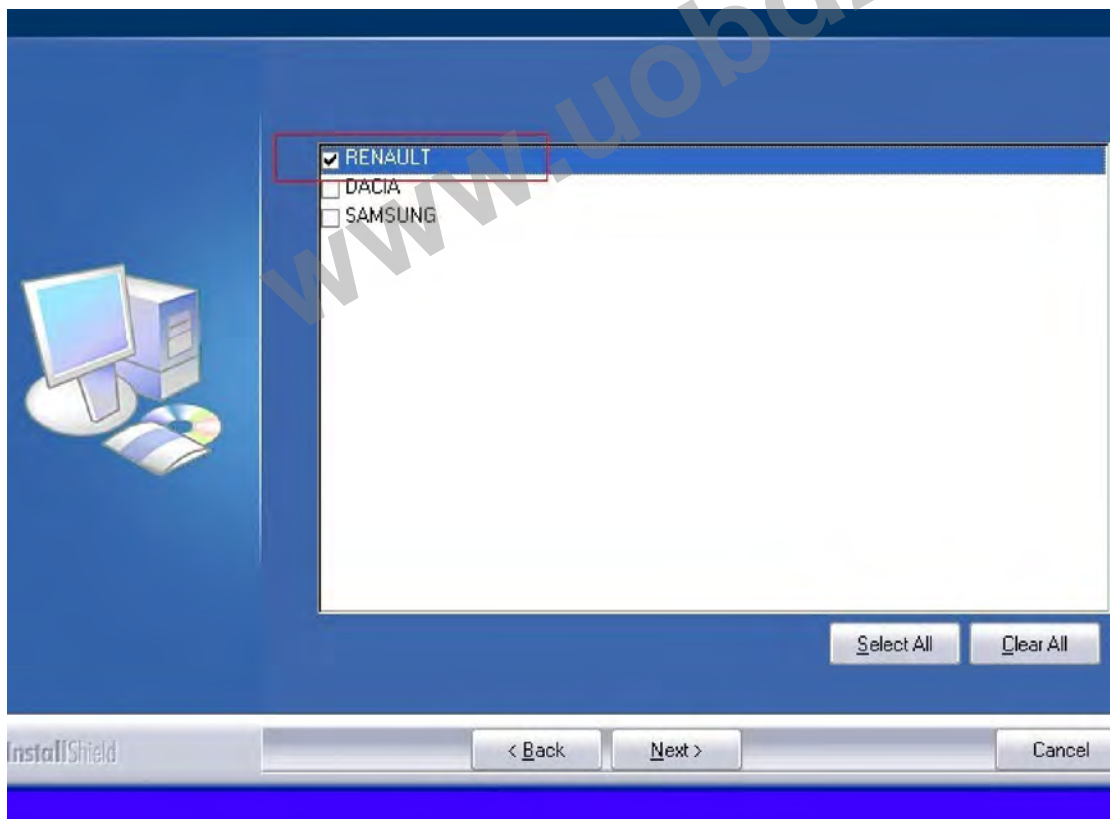 www.uobd
RENAULT
DACIA
SAMSUNG
Select All
Clear All
InstallShield
< Back
Next >
Cancel